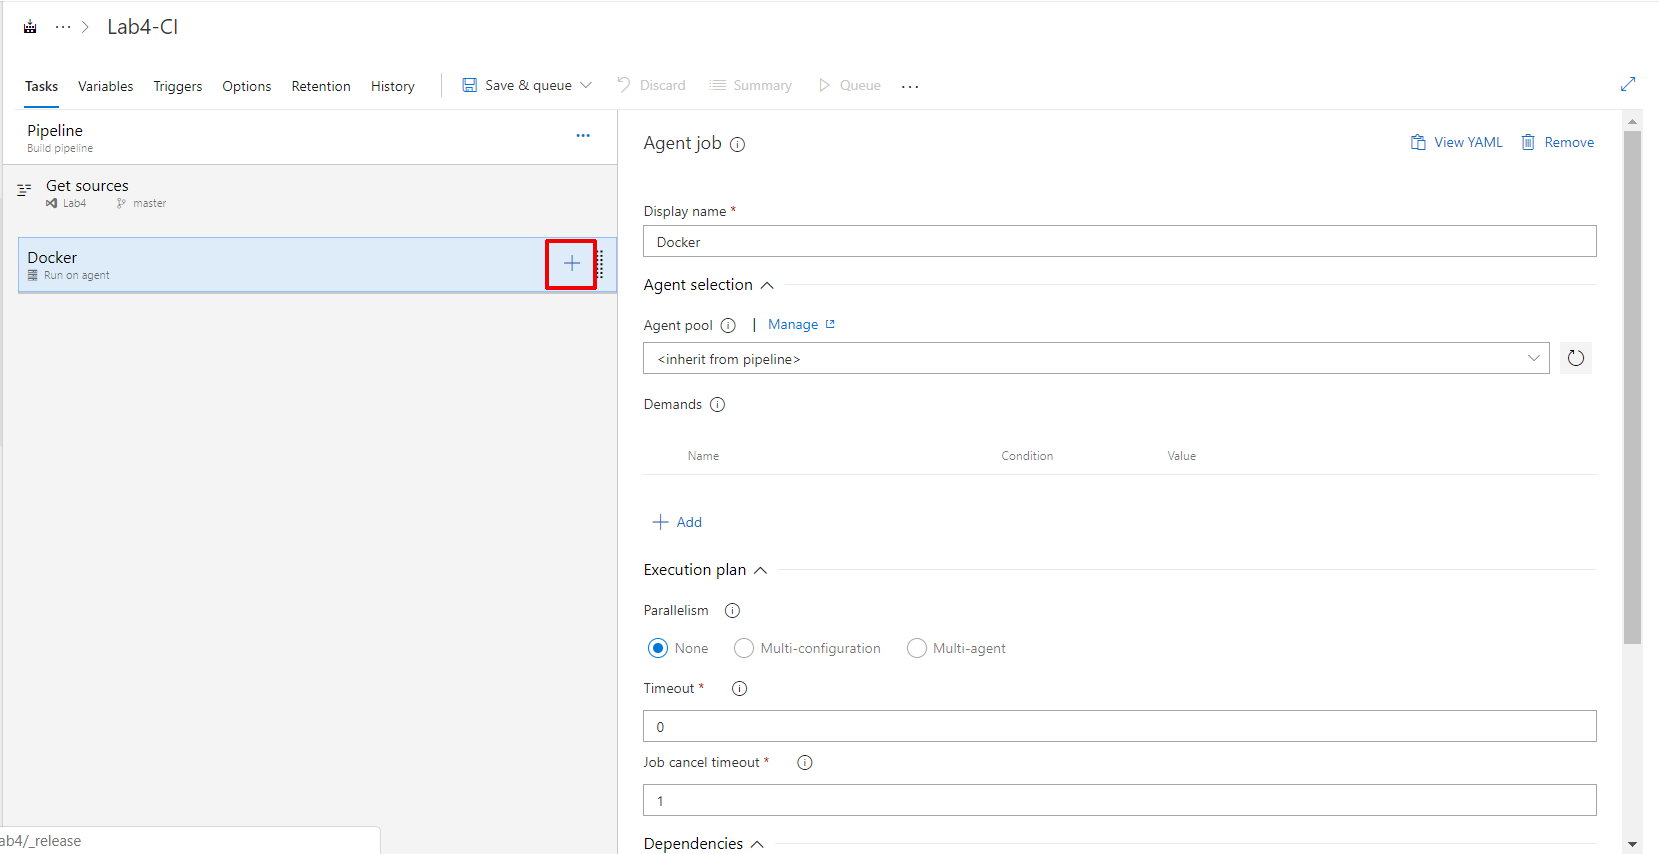 ··· > Lab4-CI
Tasks Variables Triggers Options Retention History Save & queue Discard Summary Queue ...
Pipeline ...
Build pipeline
Get sources
Lab4 master
Docker
Run on agent
Agent job View YAML Remove
Display name *
Docker
Agent selection
Agent pool | Manage
<inherit from pipeline>
Demands
Name Condition Value
+ Add
Execution plan
Parallelism
None Multi-configuration Multi-agent
Timeout *
0
Job cancel timeout *
1
Dependencies
ab4/_release